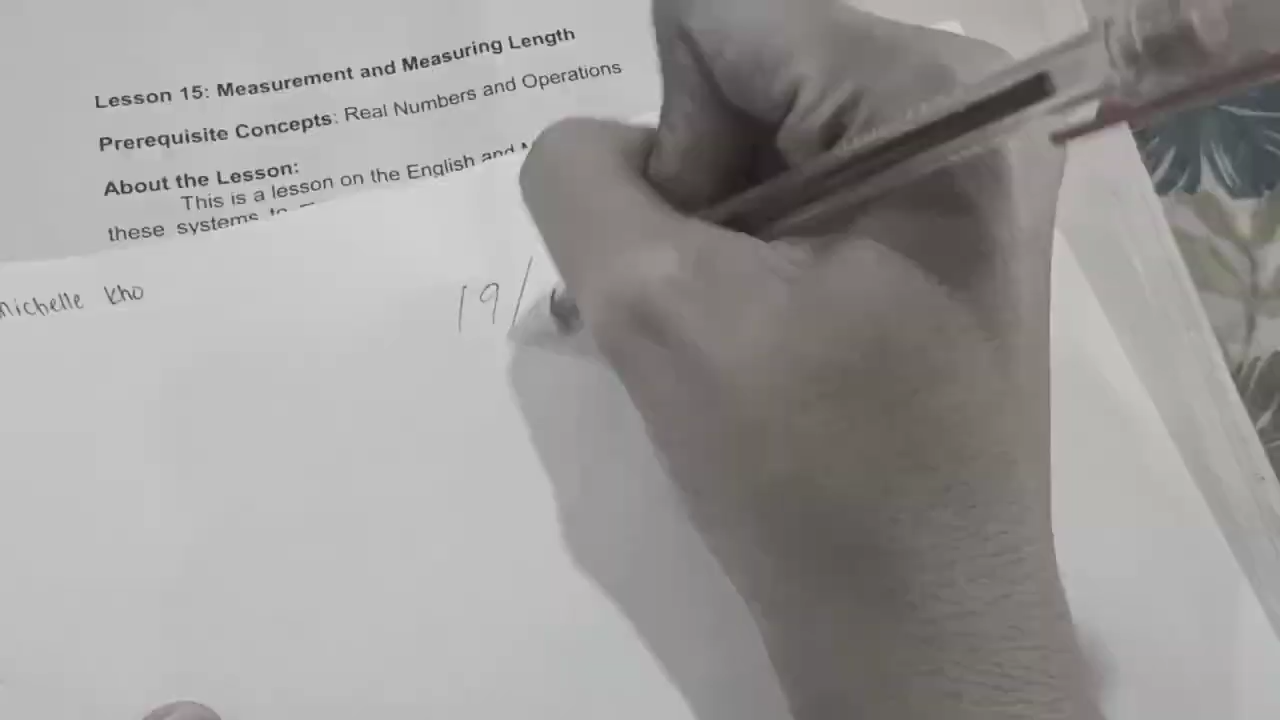 Lesson 15: Measurement and Measuring Length
Prerequisite Concepts: Real Numbers and Operations
About the Lesson:
This is a lesson on the English and
these systems
michelle kho
19/